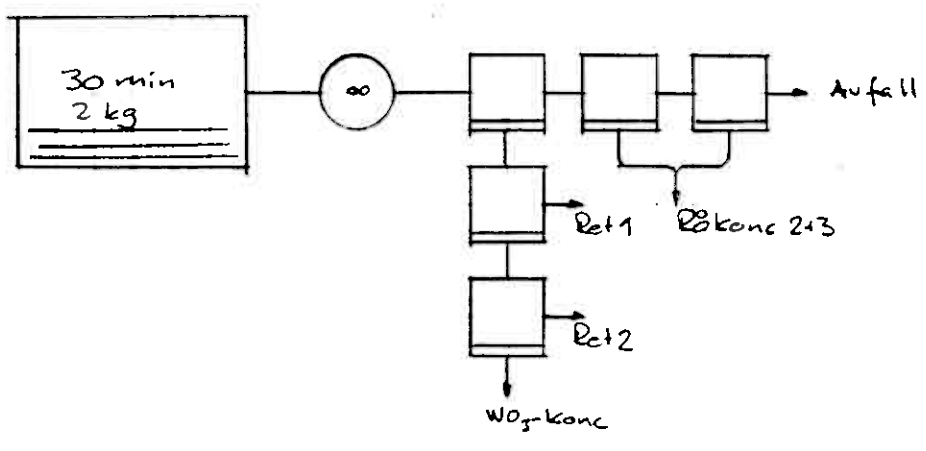 30 min
2 kg
∞
Avfall
Ret 1
Råkonc 2+3
Ret 2
WO₃-konc